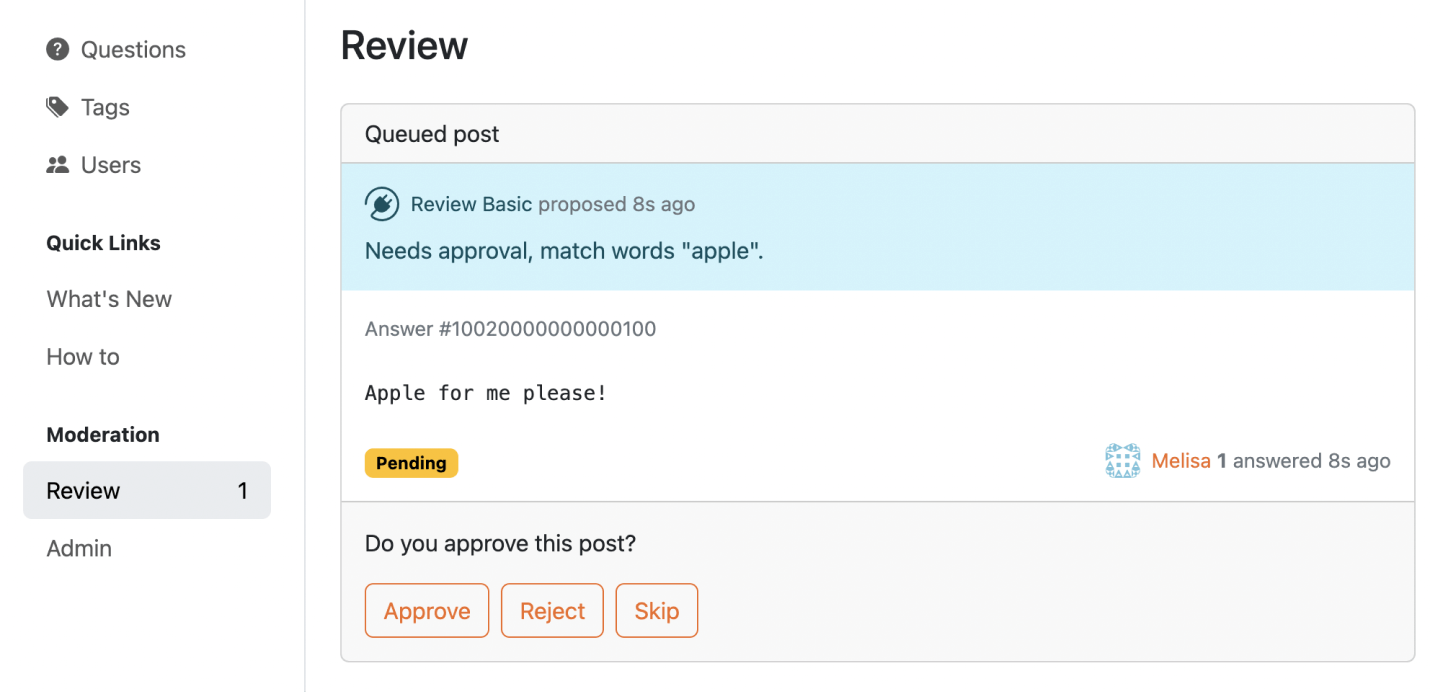 Questions
Tags
Users
Quick Links
What's New
How to
Moderation
Review 1
Admin
Review
Queued post
Review Basic proposed 8s ago
Needs approval, match words "apple".
Answer #10020000000000100
Apple for me please!
Pending
Melisa 1 answered 8s ago
Do you approve this post?
Approve Reject Skip